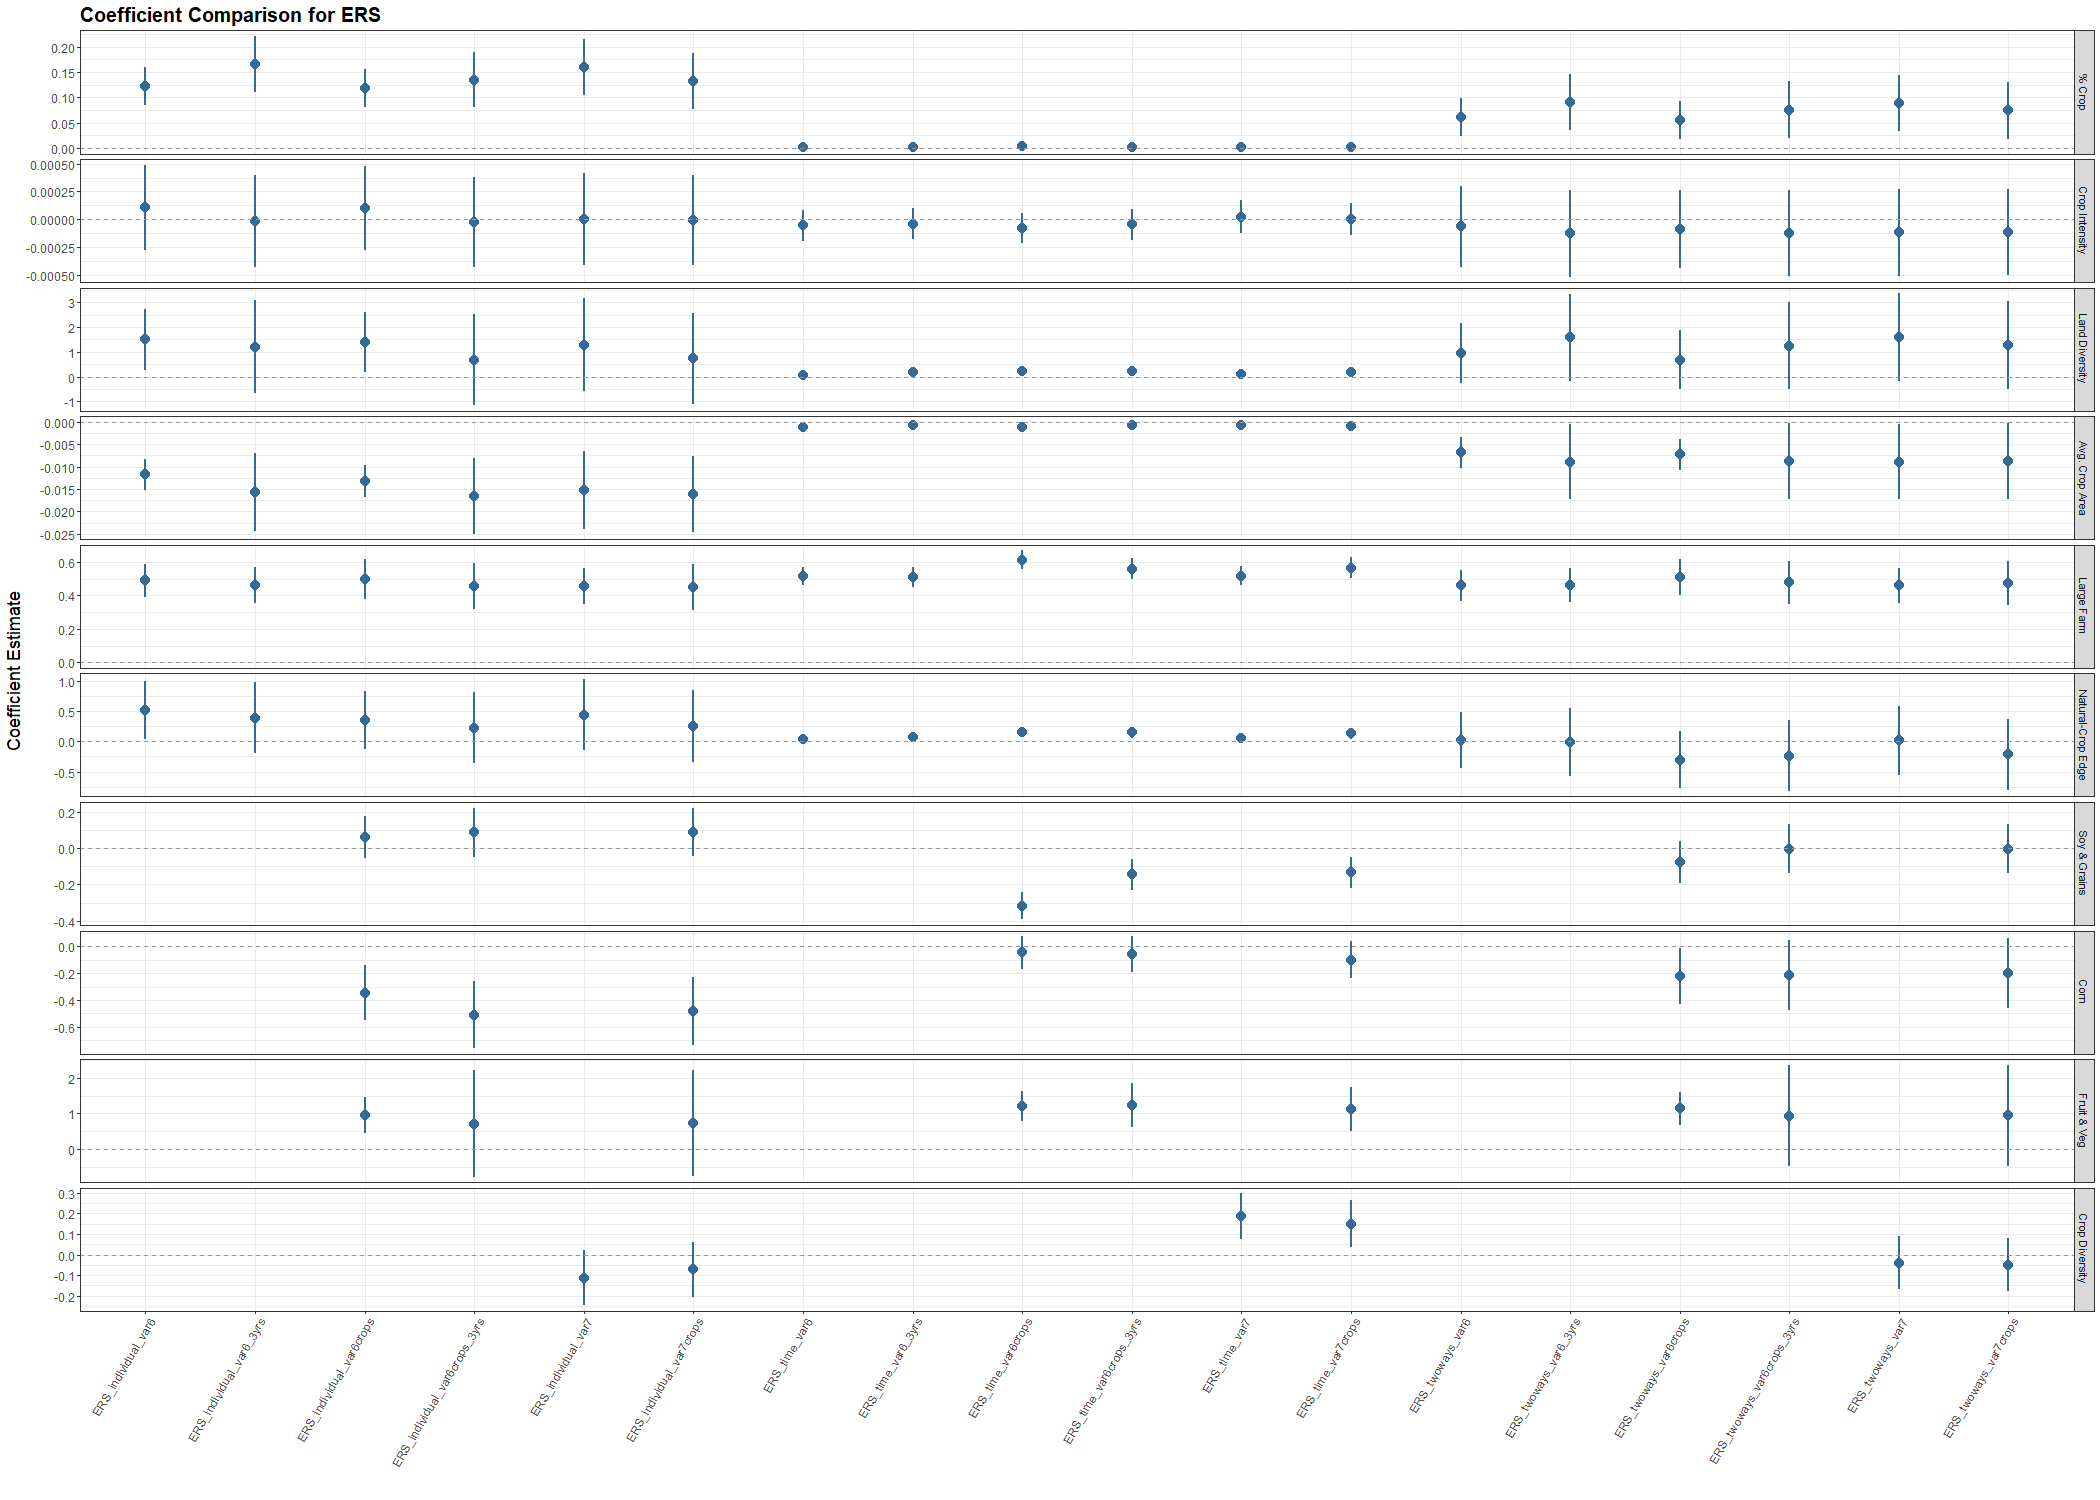 Coefficient Comparison for ERS
Coefficient Estimate
0.20
0.15
0.10
0.05
0.00
% Crop
0.00050
0.00025
0.00000
-0.00025
-0.00050
Crop Intensity
3
2
1
0
-1
Land Diversity
0.000
-0.005
-0.010
-0.015
-0.020
-0.025
Avg. Crop Area
0.6
0.4
0.2
0.0
Large Farm
1.0
0.5
0.0
-0.5
Natural-Crop Edge
0.2
0.0
-0.2
-0.4
Soy & Grains
0.0
-0.2
-0.4
-0.6
Corn
2
1
0
Fruit & Veg
0.3
0.2
0.1
0.0
-0.1
-0.2
Crop Diversity
ERS_individual_var6
ERS_individual_var6_3yrs
ERS_individual_var6crops
ERS_individual_var6crops_3yrs
ERS_individual_var7
ERS_individual_var7crops
ERS_time_var6
ERS_time_var6_3yrs
ERS_time_var6crops
ERS_time_var6crops_3yrs
ERS_time_var7
ERS_time_var7crops
ERS_twoways_var6
ERS_twoways_var6_3yrs
ERS_twoways_var6crops
ERS_twoways_var6crops_3yrs
ERS_twoways_var7
ERS_twoways_var7crops